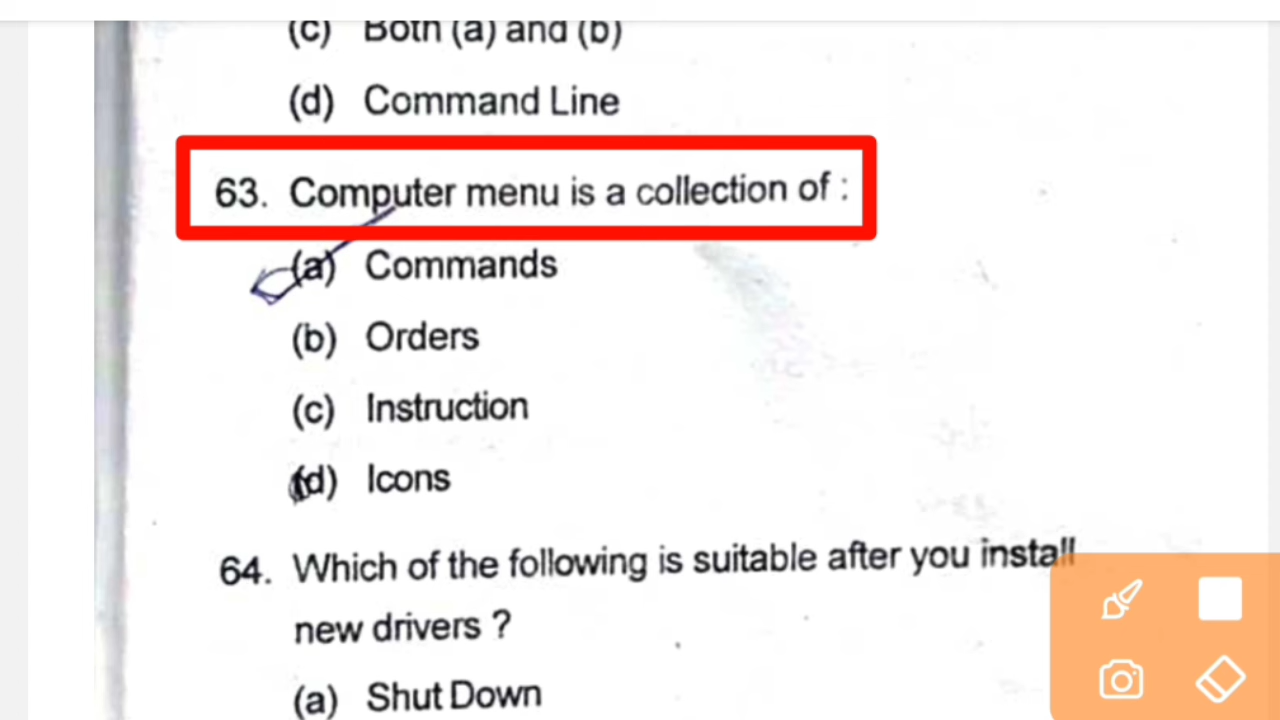 (c) Both (a) and (b)
(d) Command Line
63. Computer menu is a collection of :
(a) Commands
(b) Orders
(c) Instruction
(d) Icons
64. Which of the following is suitable after you install
new drivers ?
(a) Shut Down